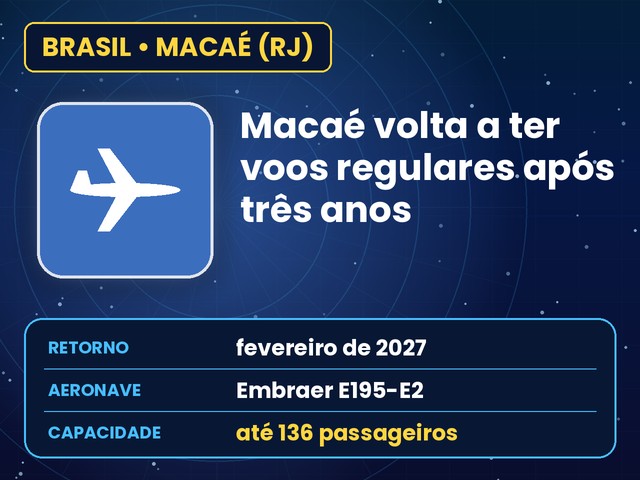 BRASIL • MACAÉ (RJ)
Macaé volta a ter
voos regulares após
três anos
RETORNO fevereiro de 2027
AERONAVE Embraer E195-E2
CAPACIDADE até 136 passageiros